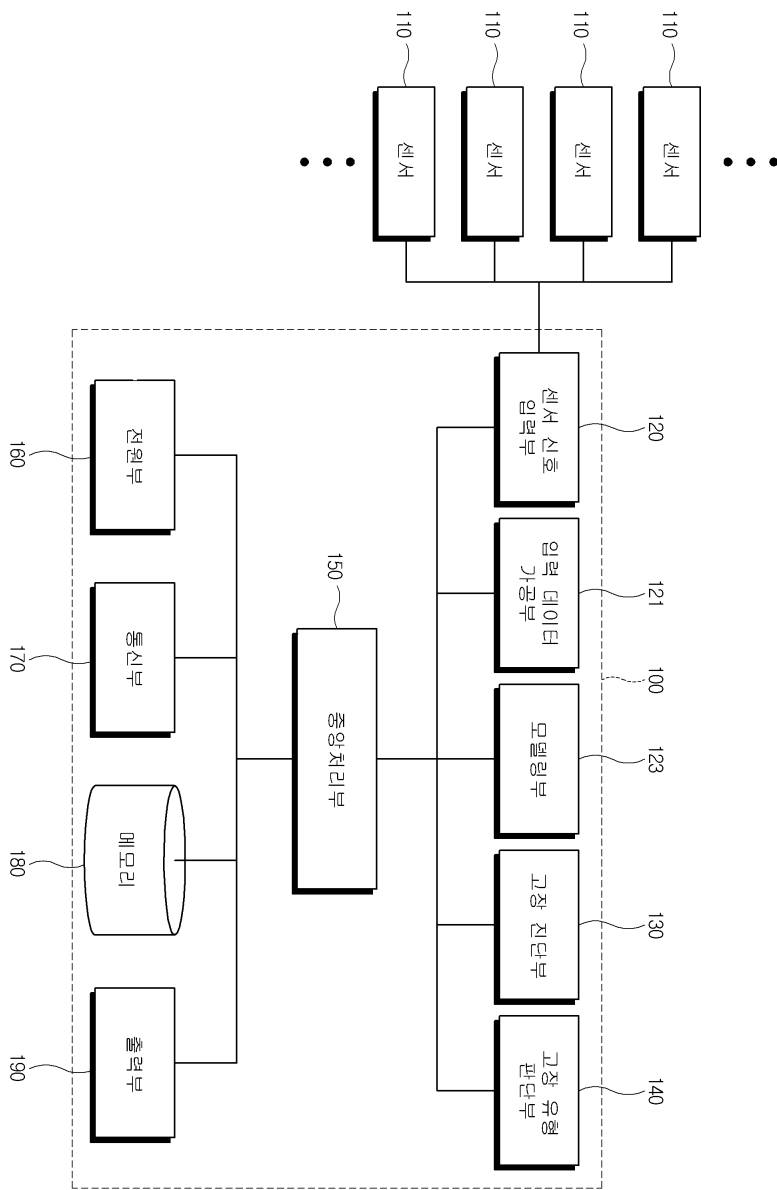 110
센서
110
센서
110
센서
110
센서
120
센서 신호
입력부
121
입력 데이터
가공부
100
123
모델링부
130
고장 진단부
140
고장 유형
판단부
150
중앙처리부
전원부
160
통신부
170
메모리
180
출력부
190